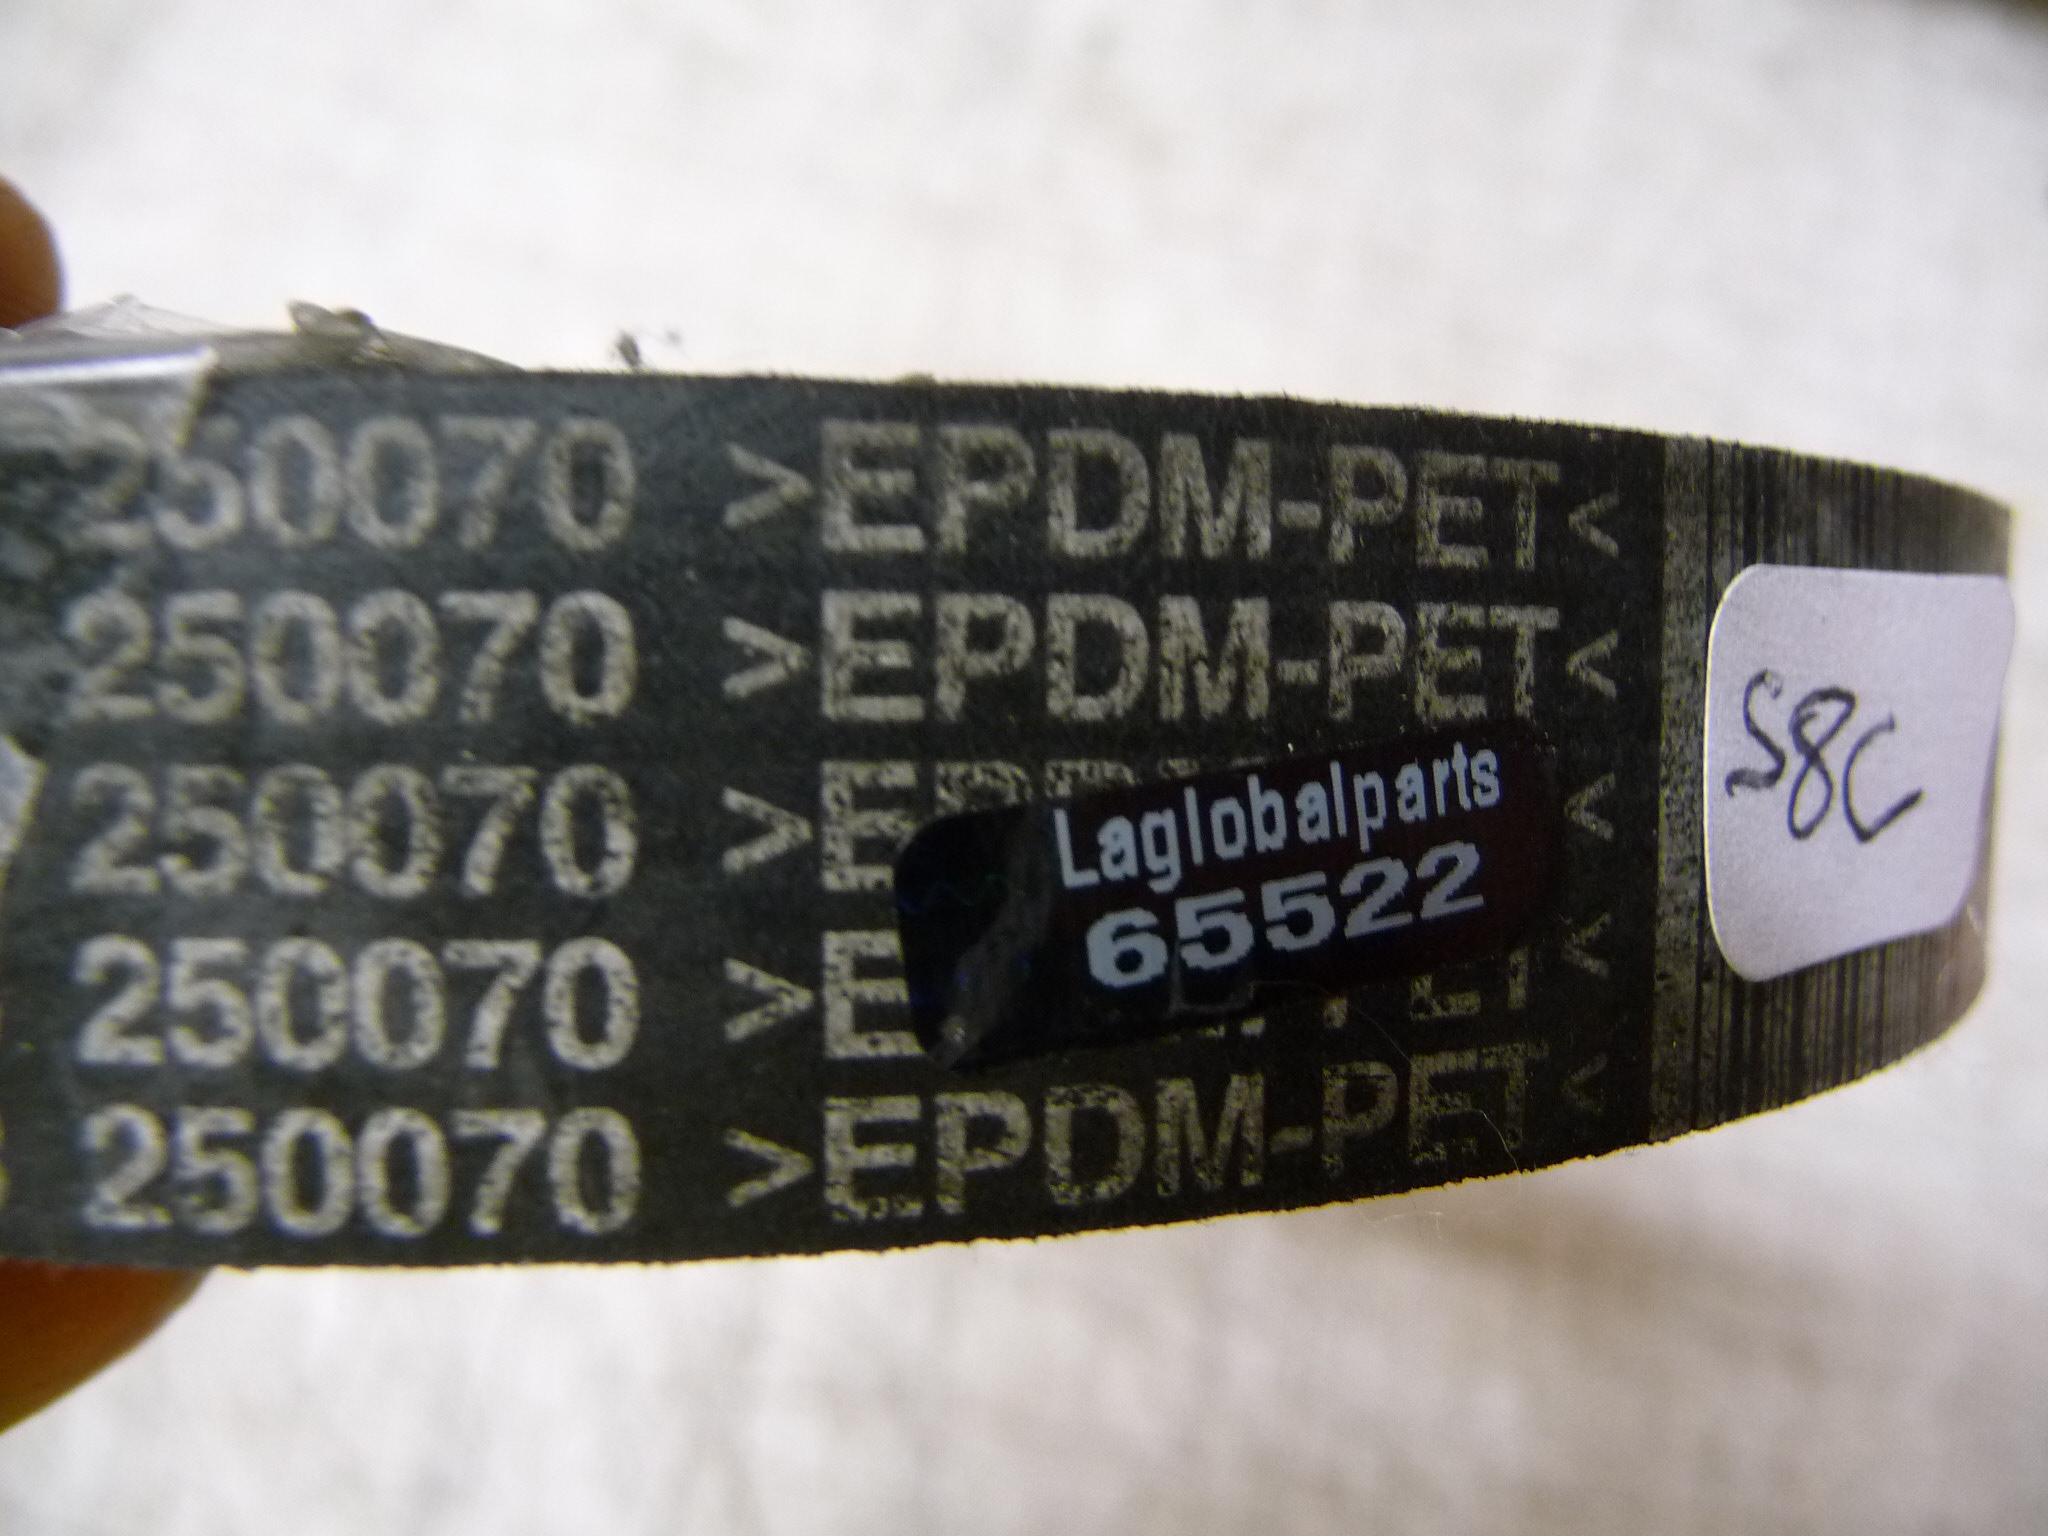 250070 >EPDM-PET<
250070 >EPDM-PET<
250070 >E <
250070 >E <
250070 >EPDM-PET<
Laglobalparts
65522
S8C